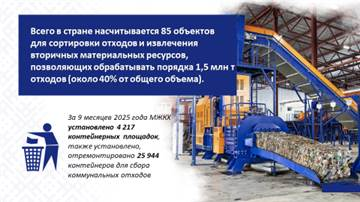 Всего в стране насчитывается 85 объектов
для сортировки отходов и извлечения
вторичных материальных ресурсов,
позволяющих обрабатывать порядка 1,5 млн т
отходов (около 40% от общего объема).
За 9 месяцев 2025 года МЖКХ
установлено 4 217
контейнерных площадок,
также установлено,
отремонтировано 25 944
контейнеров для сбора
коммунальных отходов